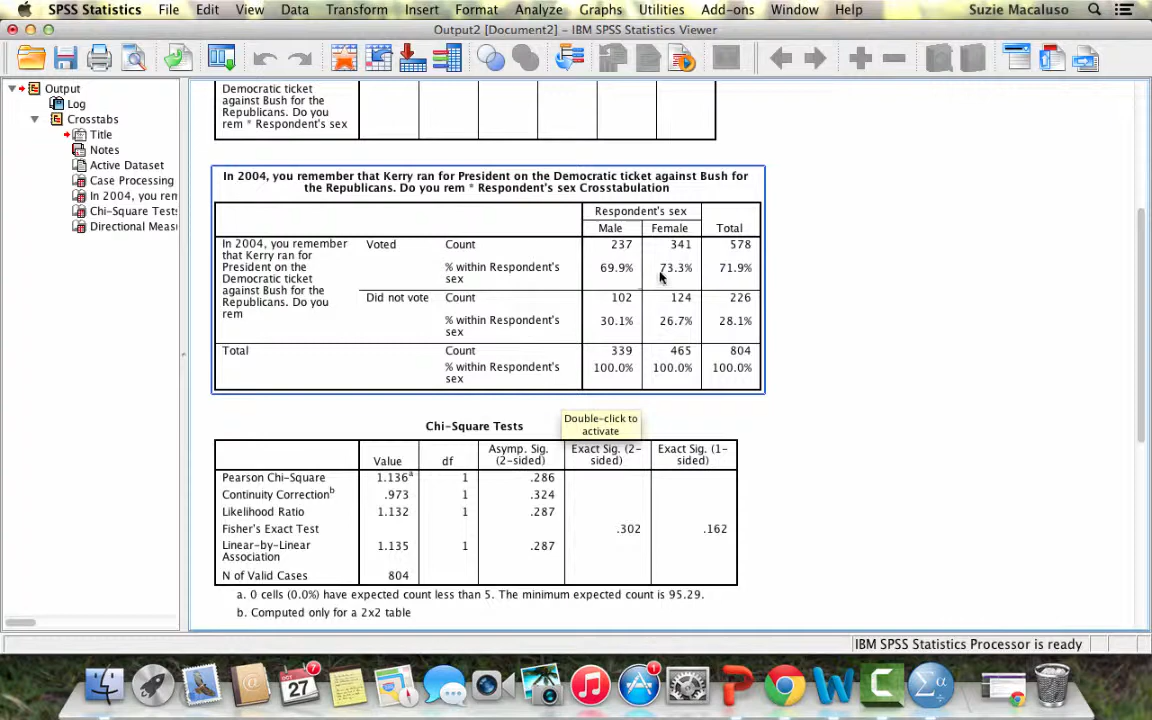 SPSS Statistics File Edit View Data Transform Insert Format Analyze Graphs Utilities Add-ons Window Help Suzie Macaluso
Output2 [Document2] – IBM SPSS Statistics Viewer
Output
Log
Crosstabs
Title
Notes
Active Dataset
Case Processing
In 2004, you rem
Chi-Square Tests
Directional Meas
Democratic ticket
against Bush for the
Republicans. Do you
rem * Respondent's sex
In 2004, you remember that Kerry ran for President on the Democratic ticket against Bush for
the Republicans. Do you rem * Respondent's sex Crosstabulation
Respondent's sex
Male Female Total
In 2004, you remember
that Kerry ran for
President on the
Democratic ticket
against Bush for the
Republicans. Do you
rem
Voted Count 237 341 578
% within Respondent's
sex
69.9% 73.3% 71.9%
Did not vote Count 102 124 226
% within Respondent's
sex
30.1% 26.7% 28.1%
Total Count 339 465 804
% within Respondent's
sex
100.0% 100.0% 100.0%
Double-click to
activate
Chi-Square Tests
Value df
Asymp. Sig.
(2-sided)
Exact Sig. (2-
sided)
Exact Sig. (1-
sided)
Pearson Chi-Square 1.136a 1 .286
Continuity Correctionb .973 1 .324
Likelihood Ratio 1.132 1 .287
Fisher's Exact Test .302 .162
Linear-by-Linear
Association
1.135 1 .287
N of Valid Cases 804
a. 0 cells (0.0%) have expected count less than 5. The minimum expected count is 95.29.
b. Computed only for a 2x2 table
IBM SPSS Statistics Processor is ready
7
27
1